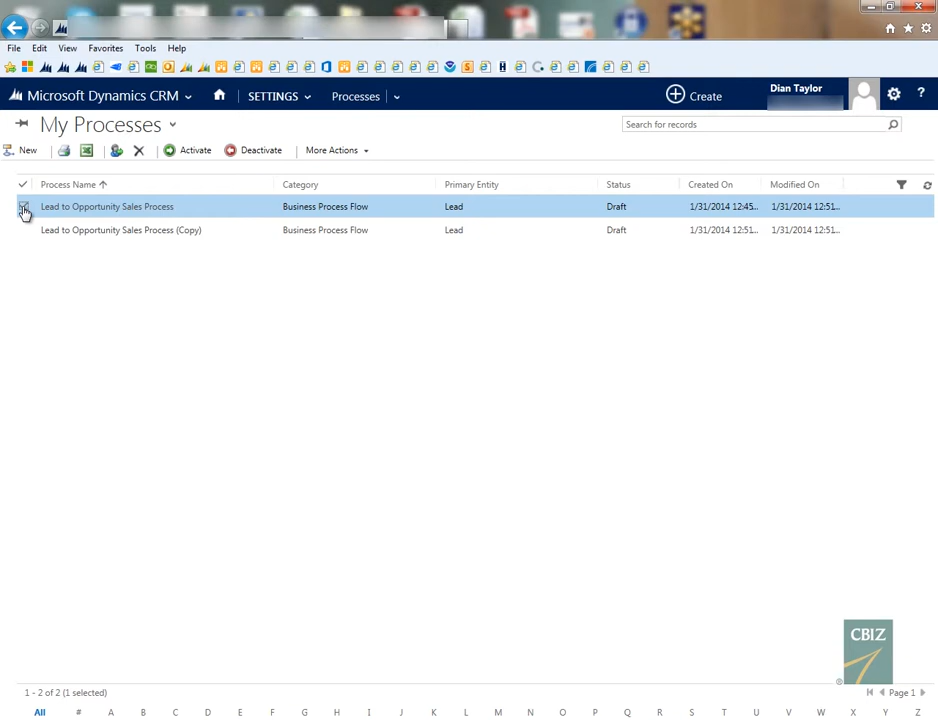 File Edit View Favorites Tools Help
Microsoft Dynamics CRM SETTINGS Processes Create Dian Taylor ?
My Processes
Search for records
New Activate Deactivate More Actions
Process Name Category Primary Entity Status Created On Modified On
Lead to Opportunity Sales Process Business Process Flow Lead Draft 1/31/2014 12:45... 1/31/2014 12:51...
Lead to Opportunity Sales Process (Copy) Business Process Flow Lead Draft 1/31/2014 12:51... 1/31/2014 12:51...
CBIZ
®
1 - 2 of 2 (1 selected) Page 1
All # A B C D E F G H I J K L M N O P Q R S T U V W X Y Z